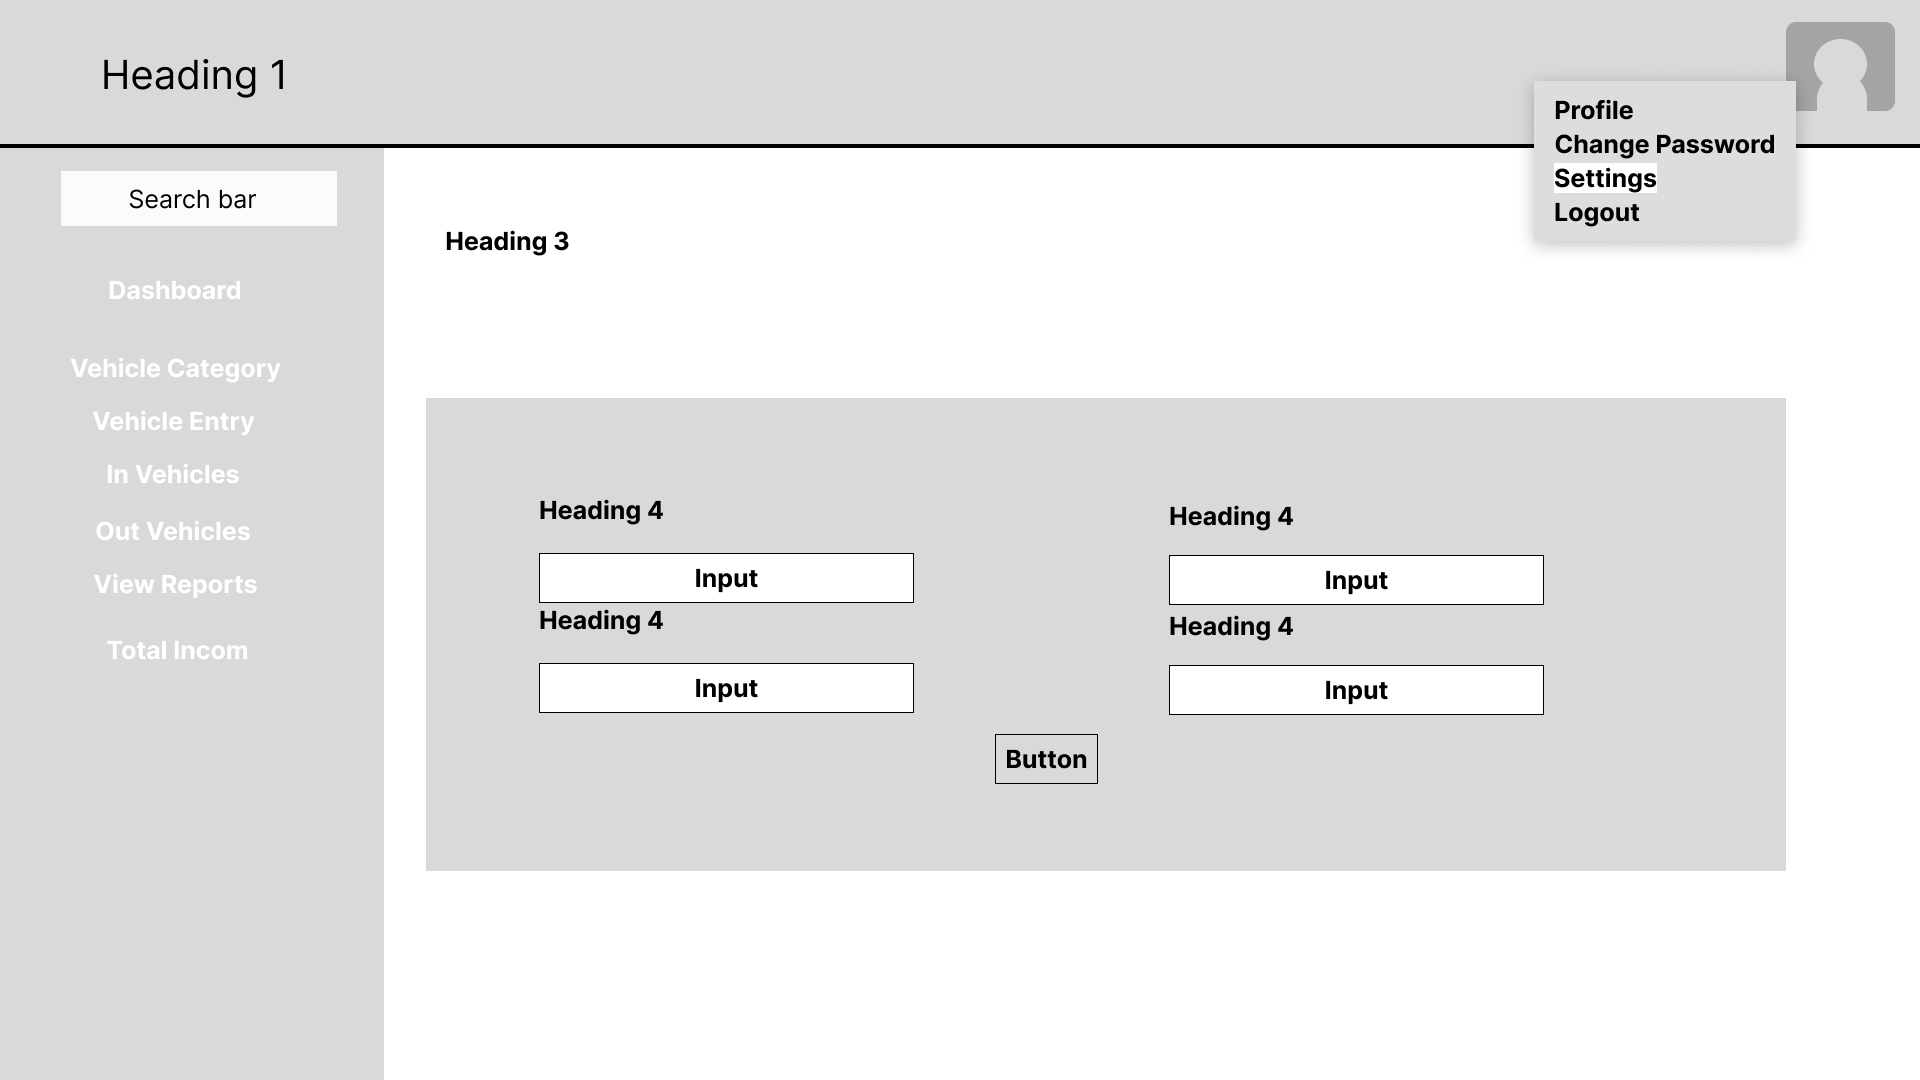 Heading 1
Profile
Change Password
Settings
Logout
Search bar
Dashboard
Vehicle Category
Vehicle Entry
In Vehicles
Out Vehicles
View Reports
Total Incom
Heading 3
Heading 4
Input
Heading 4
Input
Heading 4
Input
Heading 4
Input
Button